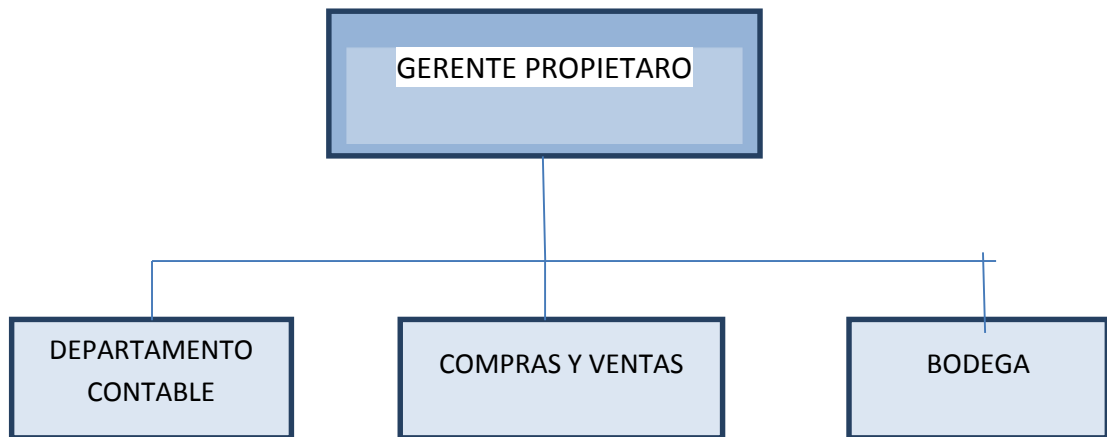 GERENTE PROPIETARO
DEPARTAMENTO
CONTABLE
COMPRAS Y VENTAS
BODEGA